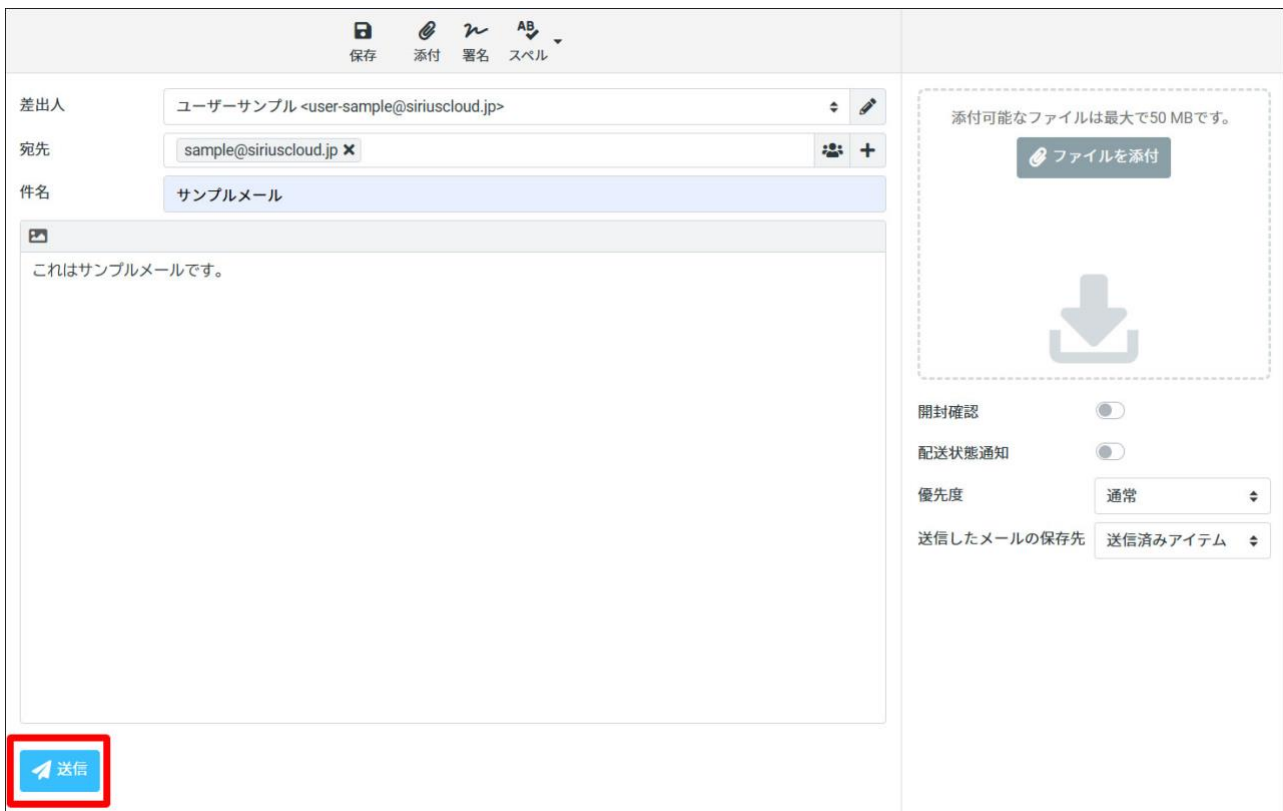 保存 添付 署名 スペル
差出人 ユーザーサンプル <user-sample@siriuscloud.jp>
宛先 sample@siriuscloud.jp
件名 サンプルメール
これはサンプルメールです。
送信
添付可能なファイルは最大で50 MBです。
ファイルを添付
開封確認
配送状態通知
優先度 通常
送信したメールの保存先 送信済みアイテム